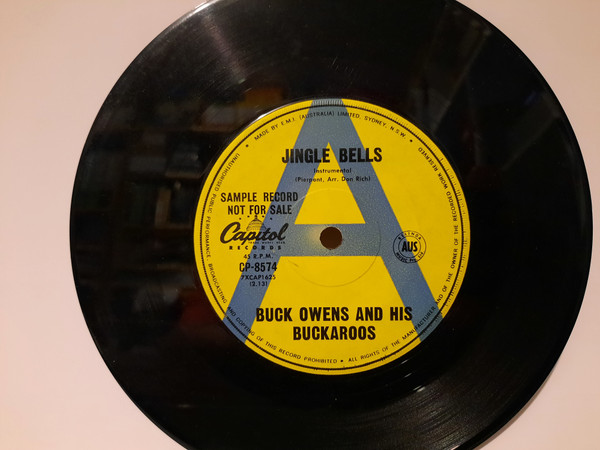 MADE BY E.M.I. (AUSTRALIA) LIMITED, SYDNEY, N.S.W.
JINGLE BELLS
Instrumental
(Pierpont, Arr. Don Rich)
SAMPLE RECORD
NOT FOR SALE
Capitol
RECORDS
45 R.P.M.
CP-8574
(2.13)
AUS
BUCK OWENS AND HIS
BUCKAROOS
UNAUTHORISED PUBLIC PERFORMANCE, BROADCASTING AND COPYING OF THIS RECORD PROHIBITED • ALL RIGHTS OF THE MANUFACTURER AND OF THE OWNER OF THE RECORDED WORK RESERVED